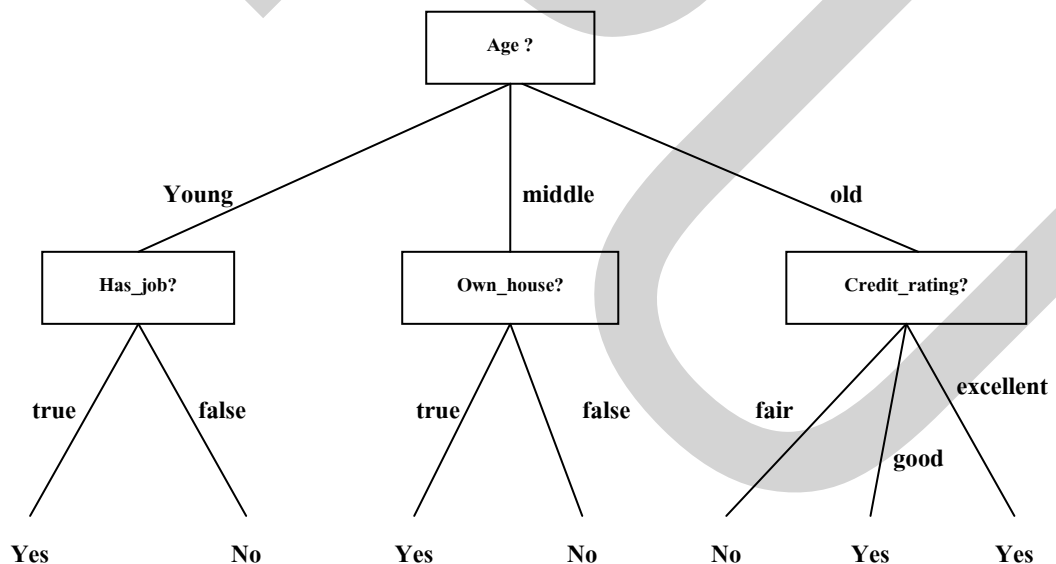 Age ?
Young
middle
old
Has_job?
Own_house?
Credit_rating?
true
false
true
false
fair
good
excellent
Yes
No
Yes
No
No
Yes
Yes